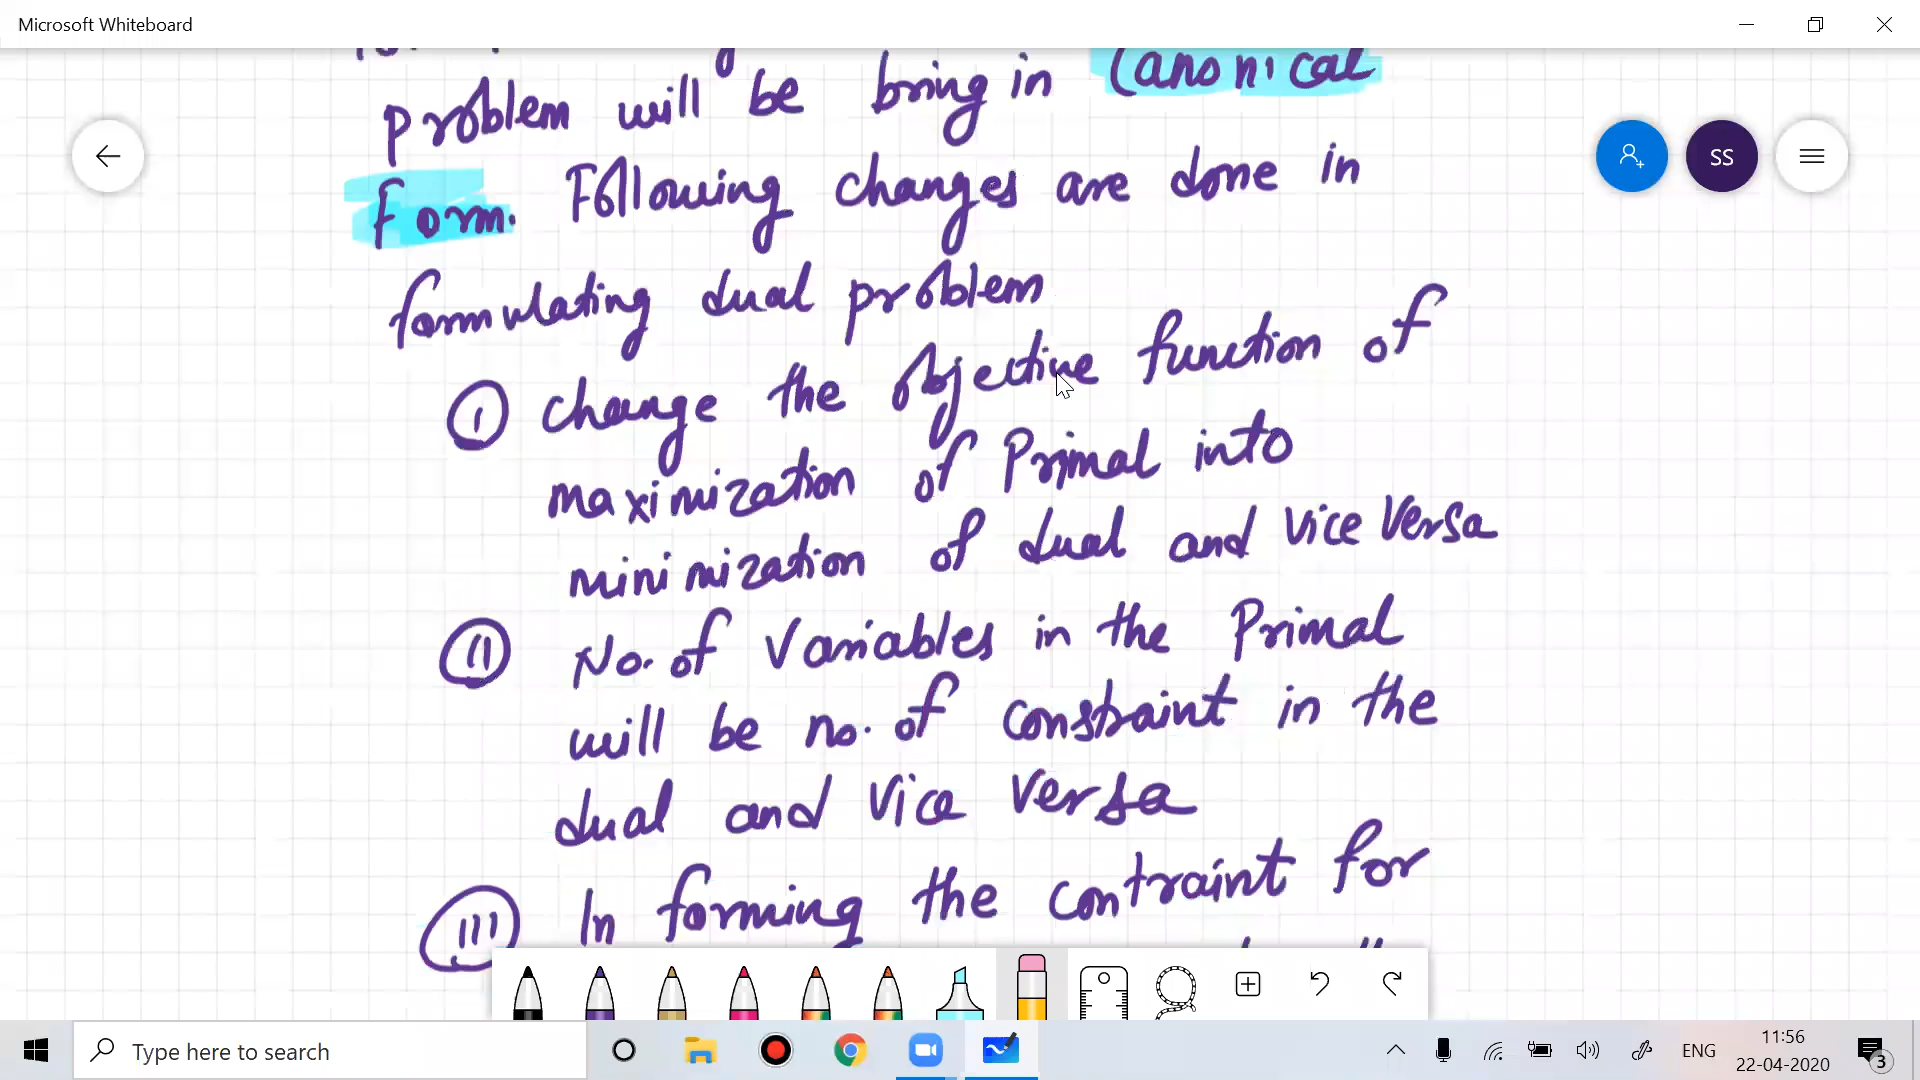 Microsoft Whiteboard
problem will be bring in Canonical
Form. Following changes are done in
SS
formulating dual problem
I Change the objective function of
maximization of Primal into
minimization of dual and Vice Versa
II No. of Variables in the Primal
will be no. of constraint in the
dual and Vice Versa
III In forming the contraint for
Type here to search
ENG
11:56
22-04-2020
3